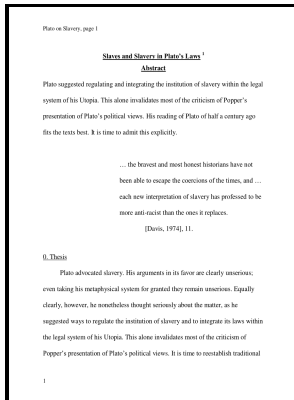 Plato on Slavery, page 1
Slaves and Slavery in Plato's Laws 1
Abstract
Plato suggested regulating and integrating the institution of slavery within the legal
system of his Utopia. This alone invalidates most of the criticism of Popper's
presentation of Plato's political views. His reading of Plato of half a century ago
fits the texts best. It is time to admit this explicitly.
… the bravest and most honest historians have not
been able to escape the coercions of the times, and …
each new interpretation of slavery has professed to be
more anti-racist than the ones it replaces.
[Davis, 1974], 11.
0. Thesis
Plato advocated slavery. His arguments in its favor are clearly unserious;
even taking his metaphysical system for granted they remain unserious. Equally
clearly, however, he nonetheless thought seriously about the matter, as he
suggested ways to regulate the institution of slavery and to integrate its laws within
the legal system of his Utopia. This alone invalidates most of the criticism of
Popper's presentation of Plato's political views. It is time to reestablish traditional
1